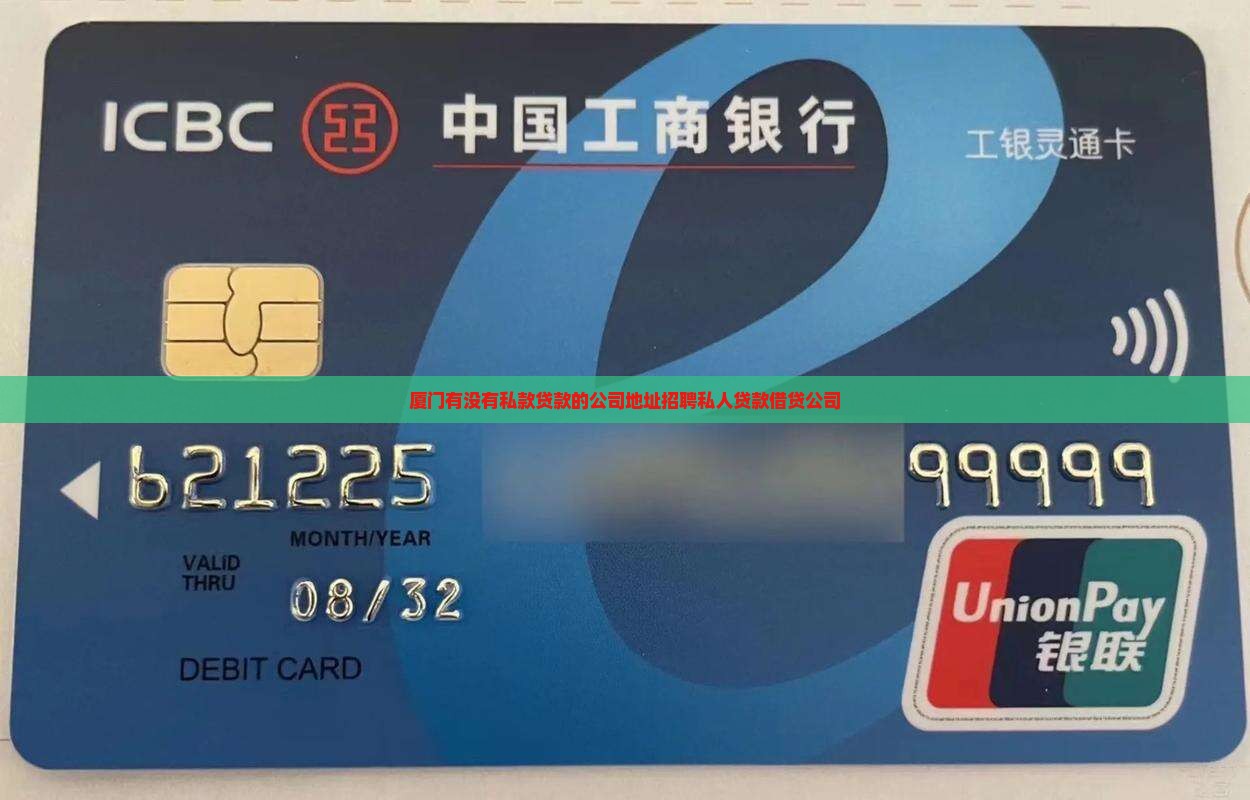 ICBC 中国工商银行 工银灵通卡
厦门有没有私款贷款的公司地址招聘私人贷款借贷公司
621225 99999
MONTH/YEAR
VALID
THRU
08/32
DEBIT CARD
UnionPay
银联